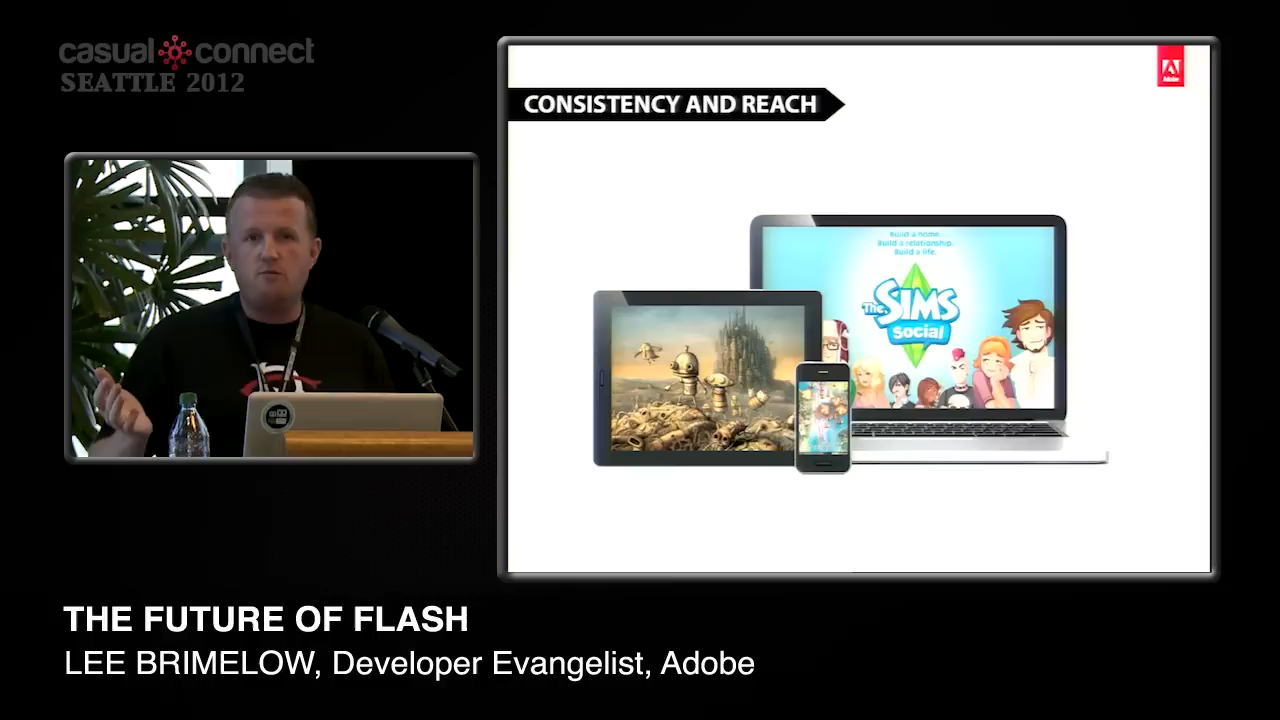 casual connect
SEATTLE 2012
CONSISTENCY AND REACH
Adobe
Build a home.
Build a relationship.
Build a life.
The SIMS
Social
THE FUTURE OF FLASH
LEE BRIMELOW, Developer Evangelist, Adobe